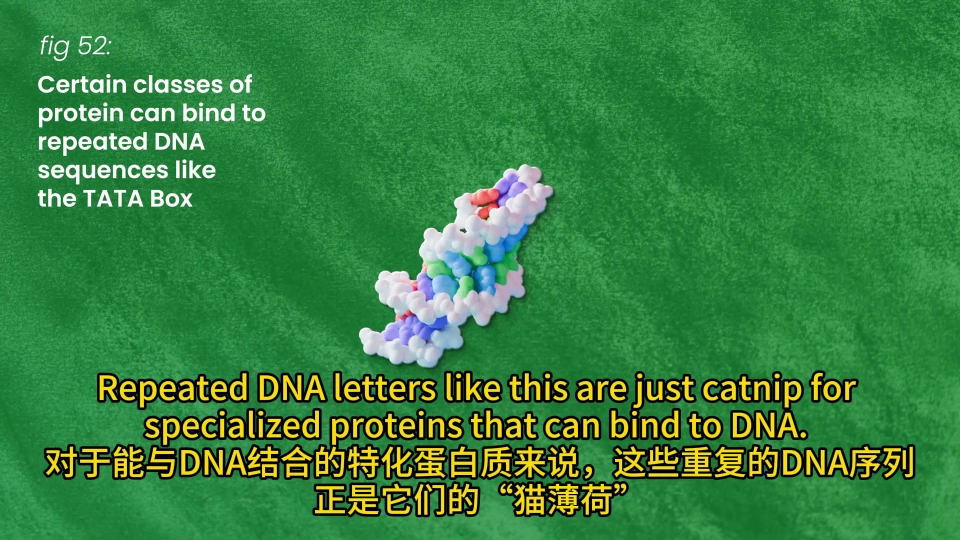 fig 52:
Certain classes of
protein can bind to
repeated DNA
sequences like
the TATA Box
Repeated DNA letters like this are just catnip for
specialized proteins that can bind to DNA.
对于能与DNA结合的特化蛋白质来说，这些重复的DNA序列
正是它们的“猫薄荷”